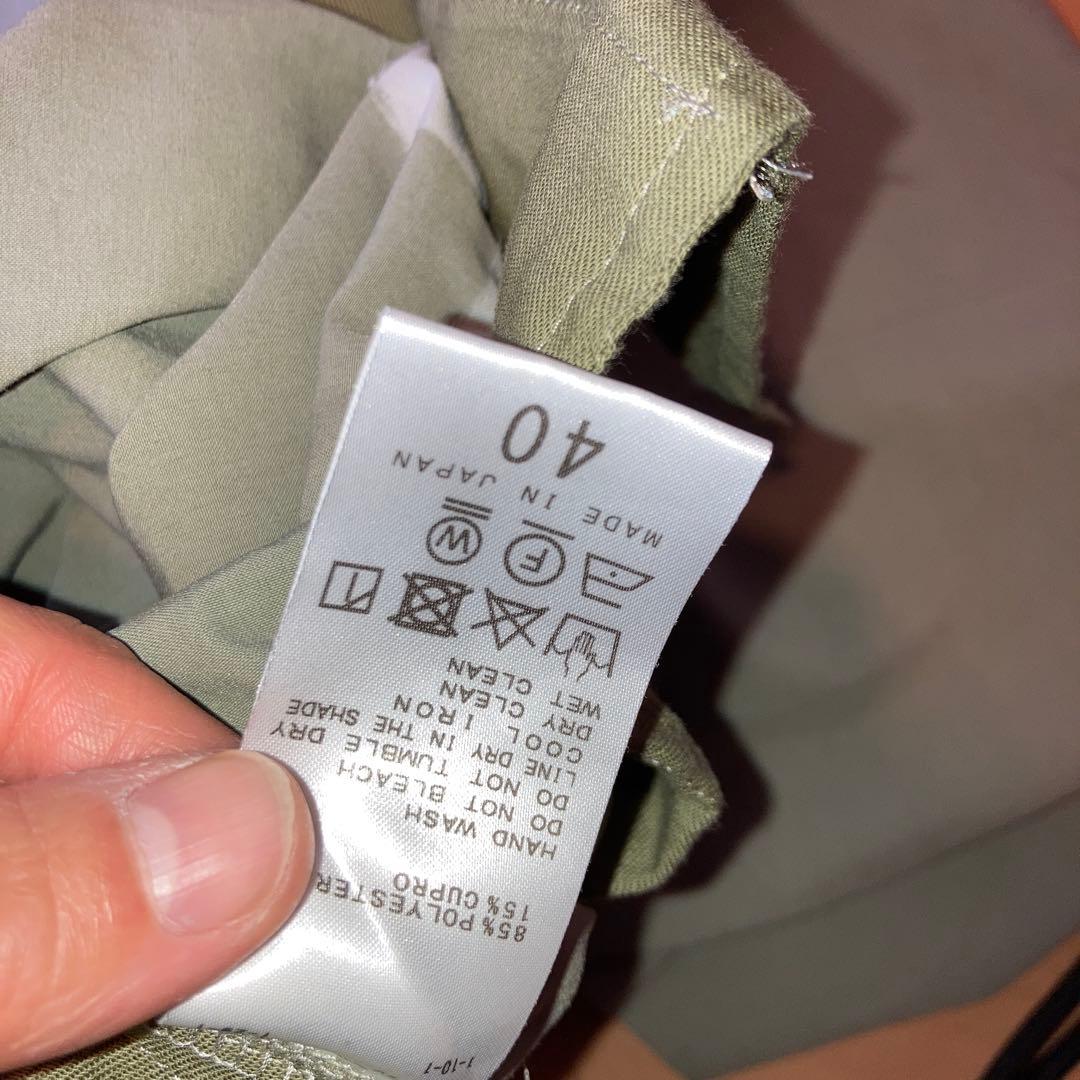 85% POLYESTER
15% CUPRO
HAND WASH
DO NOT BLEACH
DO NOT TUMBLE DRY
LINE DRY IN THE SHADE
COOL IRON
DRY CLEAN
WET CLEAN
F W
MADE IN JAPAN
40